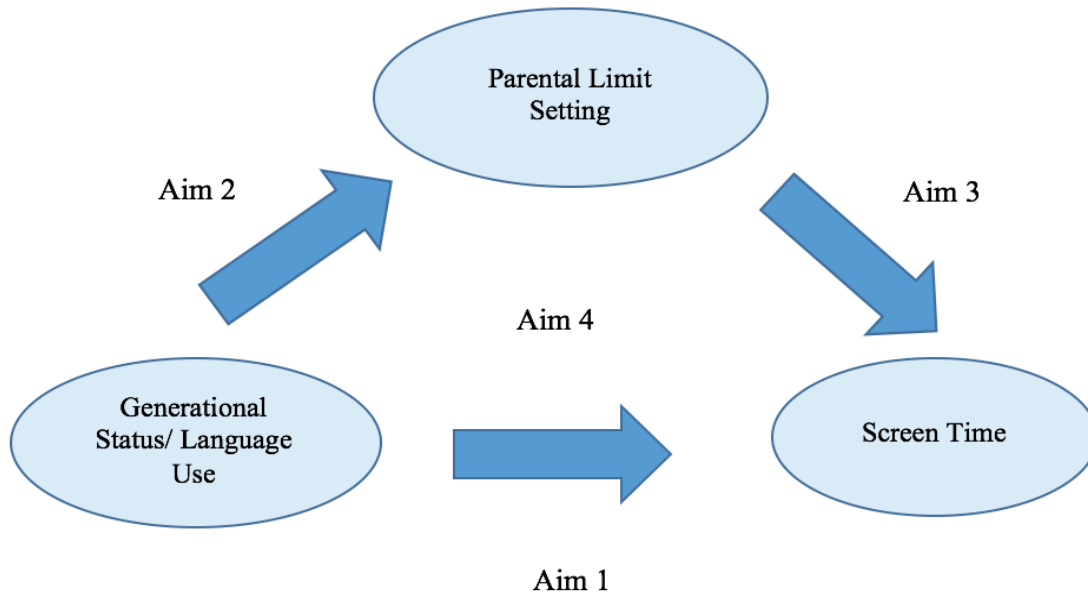 Parental Limit
Setting
Aim 2
Aim 3
Aim 4
Generational
Status/ Language
Use
Screen Time
Aim 1